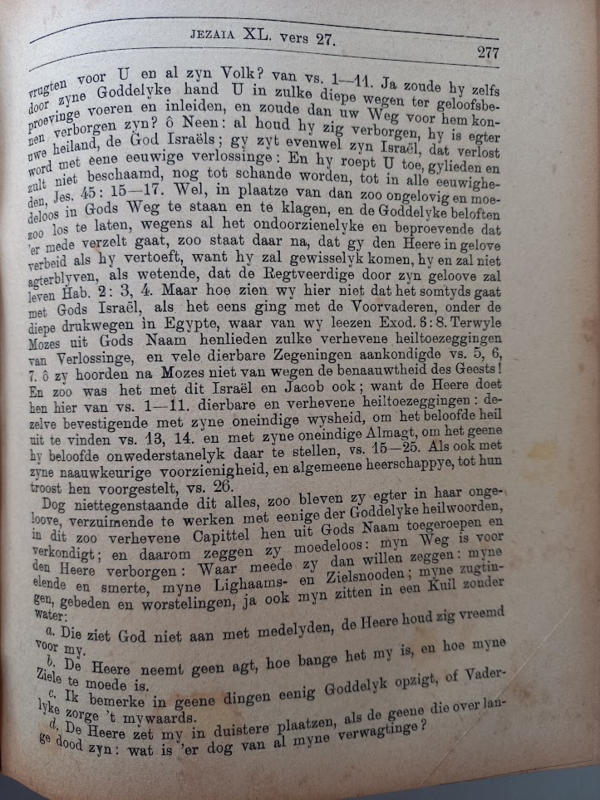 JEZAIA XL. vers 27.
277
vrugten voor U en al zyn Volk? van vs. 1—11. Ja zoude hy zelfs
door zyne Goddelyke hand U in zulke diepe wegen ter geloofsbe-
proevinge voeren en inleiden, en zoude dan uw Weg voor hem kon-
nen verborgen zyn? ô Neen: al houd hy zig verborgen, hy is egter
uwe heiland, de God Israëls; gy zyt evenwel zyn Israël, dat verlost
word met eene eeuwige verlossinge: En hy roept U toe, gylieden en
zult niet beschaamd, nog tot schande worden, tot in alle eeuwighe-
den, Jes. 45: 15—17. Wel, in plaatze van dan zoo ongelovig en moe-
deloos in Gods Weg te staan en te klagen, en de Goddelyke beloften
zoo los te laten, wegens al het ondoorzienelyke en beproevende dat
'er mede verzelt gaat, zoo staat daar na, dat gy den Heere in gelove
verbeid als hy vertoeft, want hy zal gewisselyk komen, hy en zal niet
agterblyven, als wetende, dat de Regtveerdige door zyn geloove zal
leven Hab. 2: 3, 4. Maar hoe zien wy hier niet dat het somtyds gaat
met Gods Israël, als het eens ging met de Voorvaderen, onder de
diepe drukwegen in Egypte, waar van wy leezen Exod. 6: 8. Terwyle
Mozes uit Gods Naam henlieden zulke verhevene heiltoezeggingen
van Verlossinge, en vele dierbare Zegeningen aankondigde vs. 5, 6,
7. ô zy hoorden na Mozes niet van wegen de benaauwtheid des Geests!
En zoo was het met dit Israël en Jacob ook; want de Heere doet
hen hier van vs. 1—11. dierbare en verhevene heiltoezeggingen: de-
zelve bevestigende met zyne oneindige wysheid, om het beloofde heil
uit te vinden vs. 13, 14. en met zyne oneindige Almagt, om het geene
hy beloofde onwederstanelyk daar te stellen, vs. 15—25. Als ook met
zyne naauwkeurige voorzienigheid, en algemeene heerschappye, tot hun
troost hen voorgestelt, vs. 26.
Dog niettegenstaande dit alles, zoo bleven zy egter in haar onge-
loove, verzuimende te werken met eenige der Goddelyke heilwoorden,
in dit zoo verhevene Capittel hen uit Gods Naam toegeroepen en
verkondigt; en daarom zeggen zy moedeloos: myn Weg is voor
den Heere verborgen: Waar meede zy dan willen zeggen: myne
elende en smerte, myne Lighaams- en Zielsnooden; myne zugtin-
gen, gebeden en worstelingen, ja ook myn zitten in een Kuil zonder
water:
a. Die ziet God niet aan met medelyden, de Heere houd zig vreemd
voor my.
b. De Heere neemt geen agt, hoe bange het my is, en hoe myne
Ziele te moede is.
c. Ik bemerke in geene dingen eenig Goddelyk opzigt, of Vader-
lyke zorge 't mywaards.
d. De Heere zet my in duistere plaatzen, als de geene die over lan-
ge dood zyn: wat is 'er dog van al myne verwagtinge?